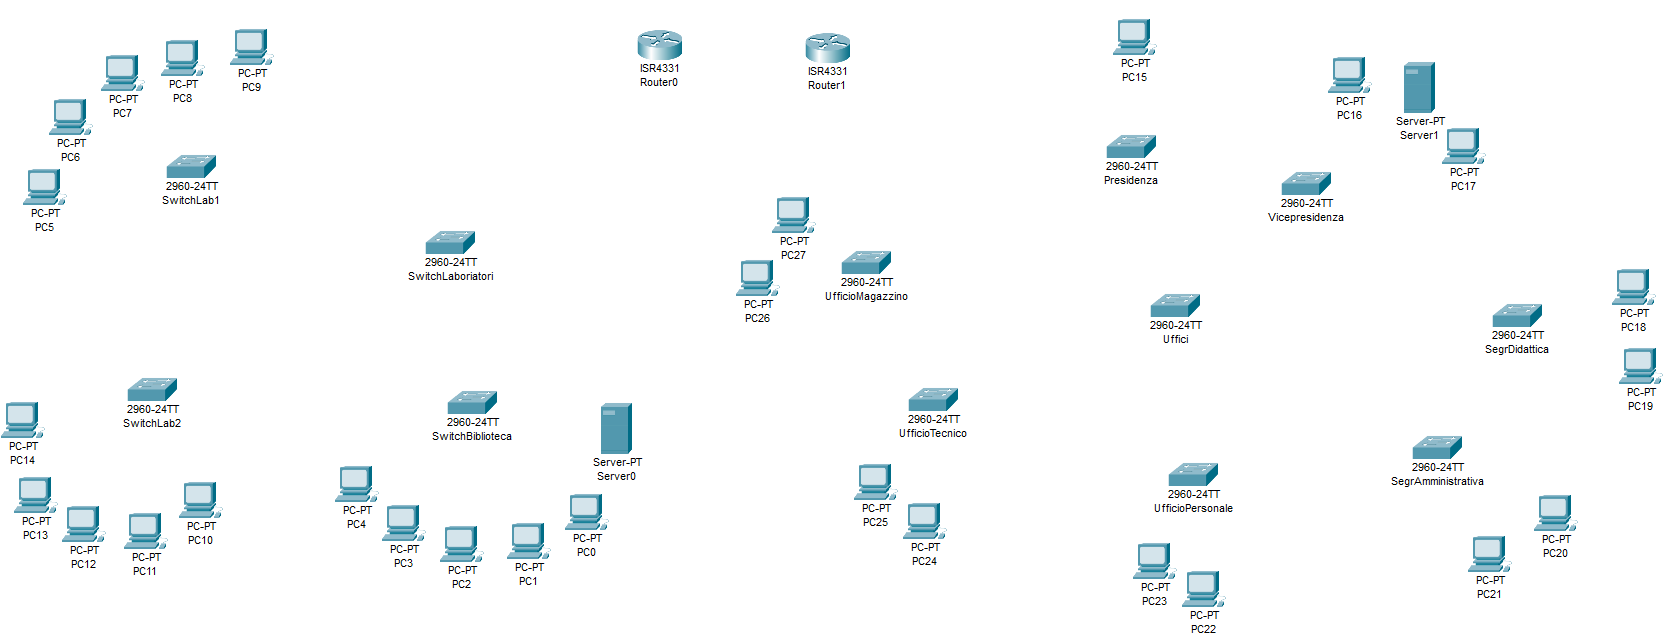 PC-PT
PC9
PC-PT
PC8
PC-PT
PC7
PC-PT
PC6
PC-PT
PC5
2960-24TT
SwitchLab1
ISR4331
Router0
ISR4331
Router1
PC-PT
PC15
PC-PT
PC16
Server-PT
Server1
PC-PT
PC17
2960-24TT
Presidenza
2960-24TT
Vicepresidenza
2960-24TT
SwitchLaboriatori
PC-PT
PC27
PC-PT
PC26
2960-24TT
UfficioMagazzino
2960-24TT
Uffici
2960-24TT
SegrDidattica
PC-PT
PC18
PC-PT
PC19
2960-24TT
SwitchLab2
PC-PT
PC14
PC-PT
PC13
PC-PT
PC12
PC-PT
PC11
PC-PT
PC10
2960-24TT
SwitchBiblioteca
Server-PT
Server0
PC-PT
PC4
PC-PT
PC3
PC-PT
PC2
PC-PT
PC1
PC-PT
PC0
2960-24TT
UfficioTecnico
PC-PT
PC25
PC-PT
PC24
2960-24TT
UfficioPersonale
PC-PT
PC23
PC-PT
PC22
2960-24TT
SegrAmministrativa
PC-PT
PC20
PC-PT
PC21